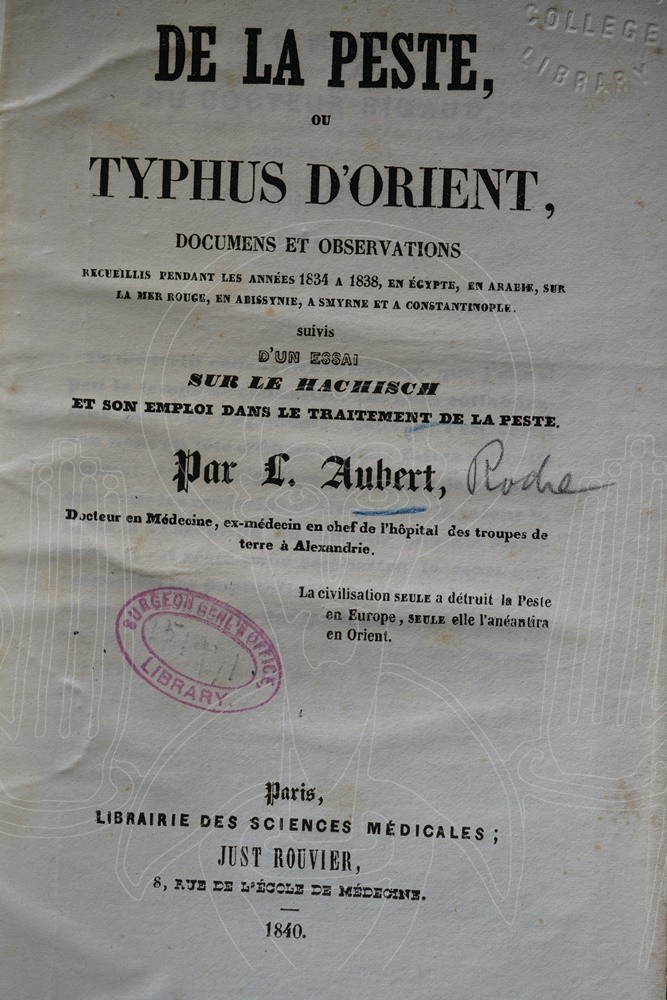 COLLEGE
LIBRARY
DE LA PESTE,
OU
TYPHUS D'ORIENT,
DOCUMENS ET OBSERVATIONS
RECUEILLIS PENDANT LES ANNÉES 1834 A 1838, EN ÉGYPTE, EN ARABIE, SUR
LA MER ROUGE, EN ABISSYNIE, A SMYRNE ET A CONSTANTINOPLE.
suivis
D'UN ESSAI
SUR LE HACHISCH
ET SON EMPLOI DANS LE TRAITEMENT DE LA PESTE.
Par L. Aubert, Roche
Docteur en Médecine, ex-médecin en chef de l'hôpital des troupes de
terre à Alexandrie.
La civilisation SEULE a détruit la Peste
en Europe, SEULE elle l'anéantira
en Orient.
SURGEON GENL'S OFFICE
LIBRARY
Paris,
LIBRAIRIE DES SCIENCES MÉDICALES;
JUST ROUVIER,
8, RUE DE L'ÉCOLE DE MÉDECINE.
1840.